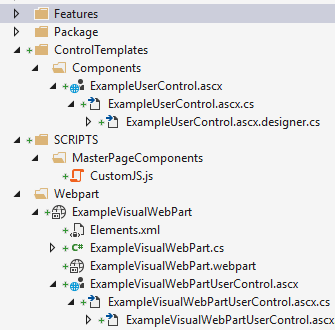 Features
Package
ControlTemplates
Components
ExampleUserControl.ascx
ExampleUserControl.ascx.cs
ExampleUserControl.ascx.designer.cs
SCRIPTS
MasterPageComponents
CustomJS.js
Webpart
ExampleVisualWebPart
Elements.xml
C# ExampleVisualWebPart.cs
ExampleVisualWebPart.webpart
ExampleVisualWebPartUserControl.ascx
ExampleVisualWebPartUserControl.ascx.cs
ExampleVisualWebPartUserControl.ascx